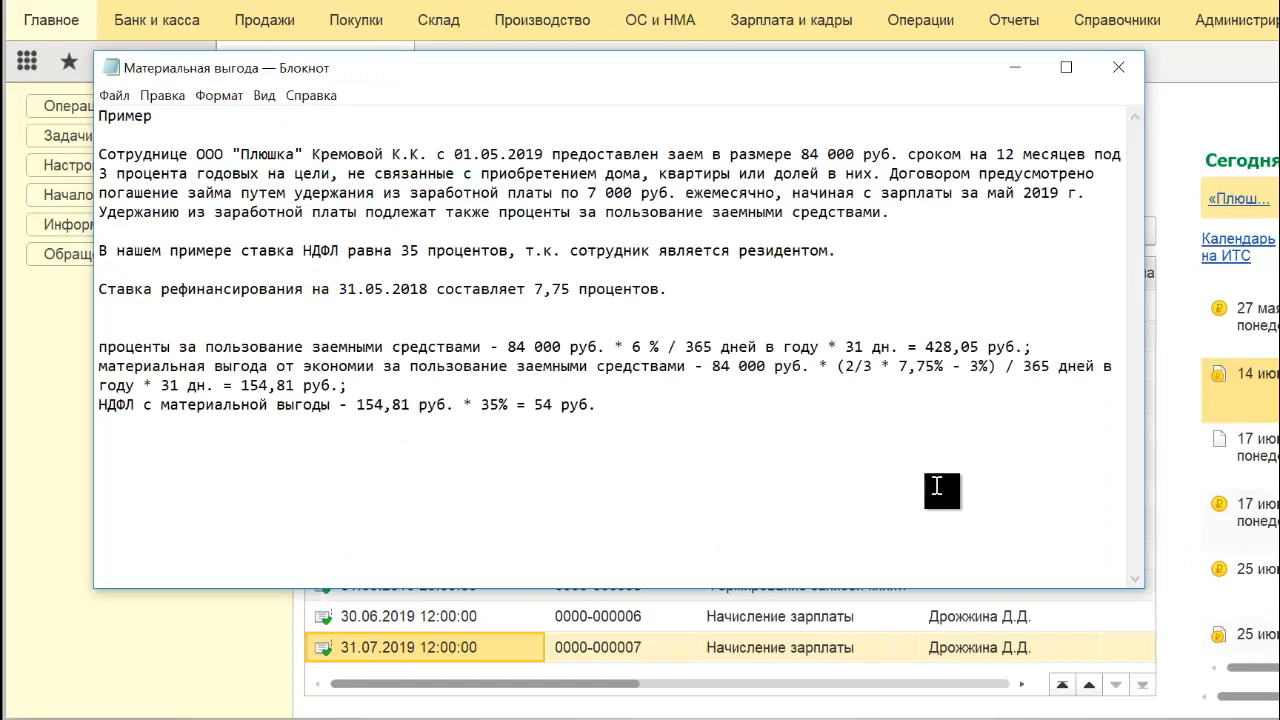 Главное Банк и касса Продажи Покупки Склад Производство ОС и НМА Зарплата и кадры Операции Отчеты Справочники
Материальная выгода — Блокнот
Файл Правка Формат Вид Справка
Пример
Сотруднице ООО "Плюшка" Кремовой К.К. с 01.05.2019 предоставлен заем в размере 84 000 руб. сроком на 12 месяцев под
3 процента годовых на цели, не связанные с приобретением дома, квартиры или долей в них. Договором предусмотрено
погашение займа путем удержания из заработной платы по 7 000 руб. ежемесячно, начиная с зарплаты за май 2019 г.
Удержанию из заработной платы подлежат также проценты за пользование заемными средствами.
В нашем примере ставка НДФЛ равна 35 процентов, т.к. сотрудник является резидентом.
Ставка рефинансирования на 31.05.2018 составляет 7,75 процентов.
проценты за пользование заемными средствами - 84 000 руб. * 6 % / 365 дней в году * 31 дн. = 428,05 руб.;
материальная выгода от экономии за пользование заемными средствами - 84 000 руб. * (2/3 * 7,75% - 3%) / 365 дней в
году * 31 дн. = 154,81 руб.;
НДФЛ с материальной выгоды - 154,81 руб. * 35% = 54 руб.
30.06.2019 12:00:00 0000-000006 Начисление зарплаты Дрожжина Д.Д.
31.07.2019 12:00:00 0000-000007 Начисление зарплаты Дрожжина Д.Д.
«Плюш...
Календарь
на ИТС
27
14
17
17
25
25